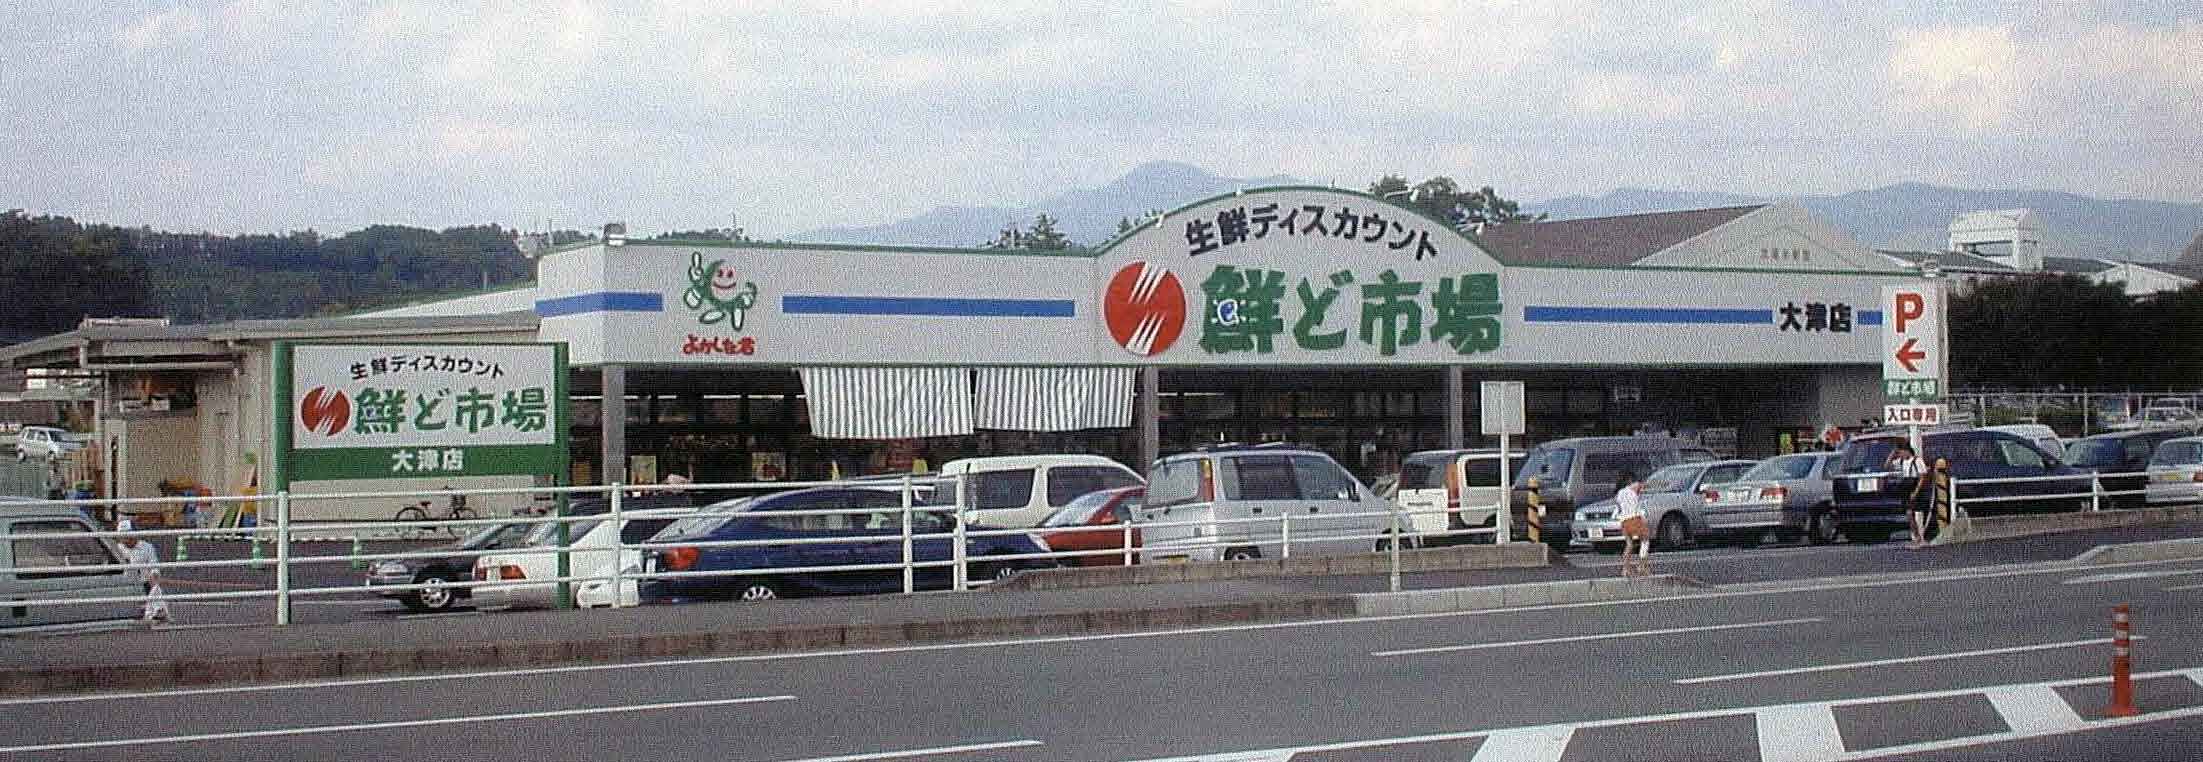 生鮮ディスカウント
鮮ど市場
大津店
よかもん君
生鮮ディスカウント
鮮ど市場
大津店
P
鮮ど市場
入口専用